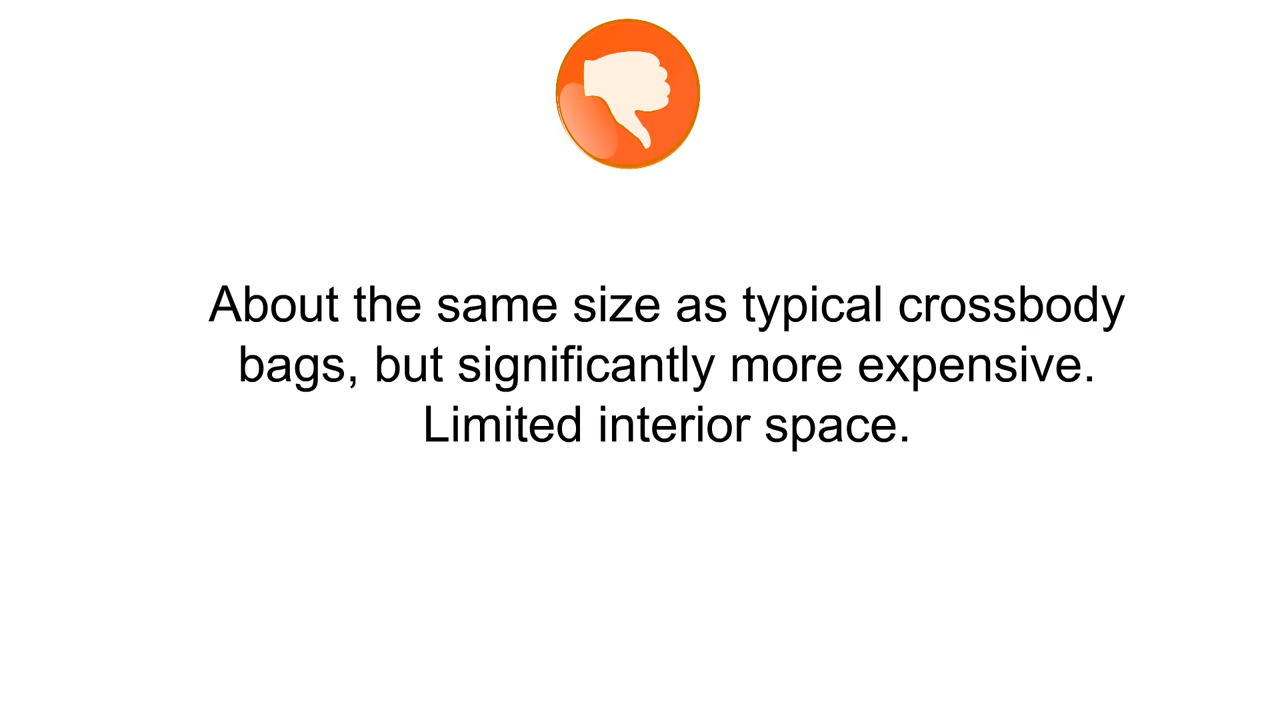 About the same size as typical crossbody
bags, but significantly more expensive.
Limited interior space.